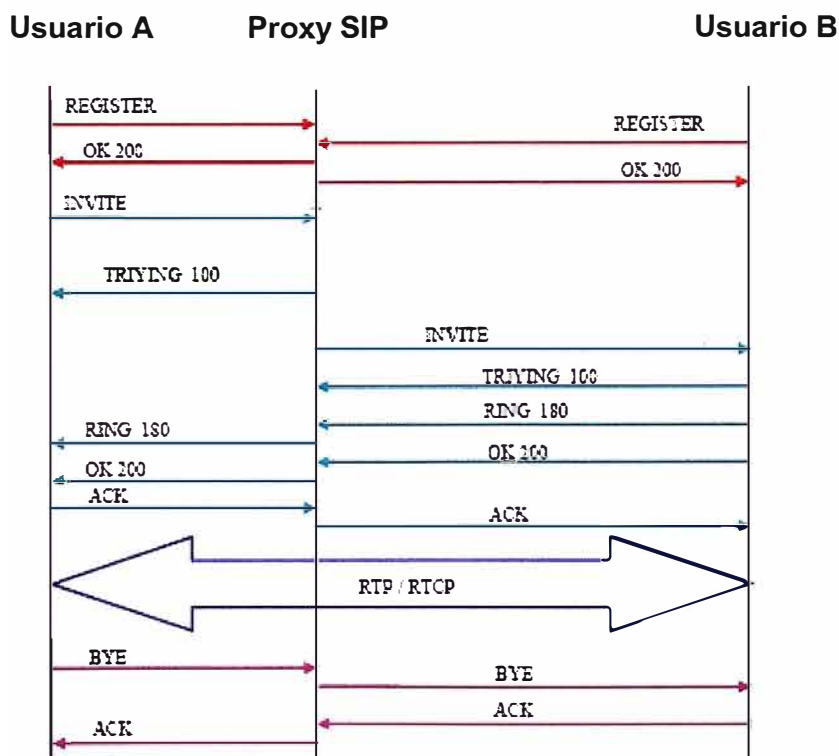 Usuario A Proxy SIP Usuario B
REGISTER
REGISTER
OK 200
OK 200
INVITE
TRIYING 100
INVITE
TRIYING 100
RING 180
RING 180
OK 200
OK 200
ACK
ACK
RTP / RTCP
BYE
BYE
ACK
ACK